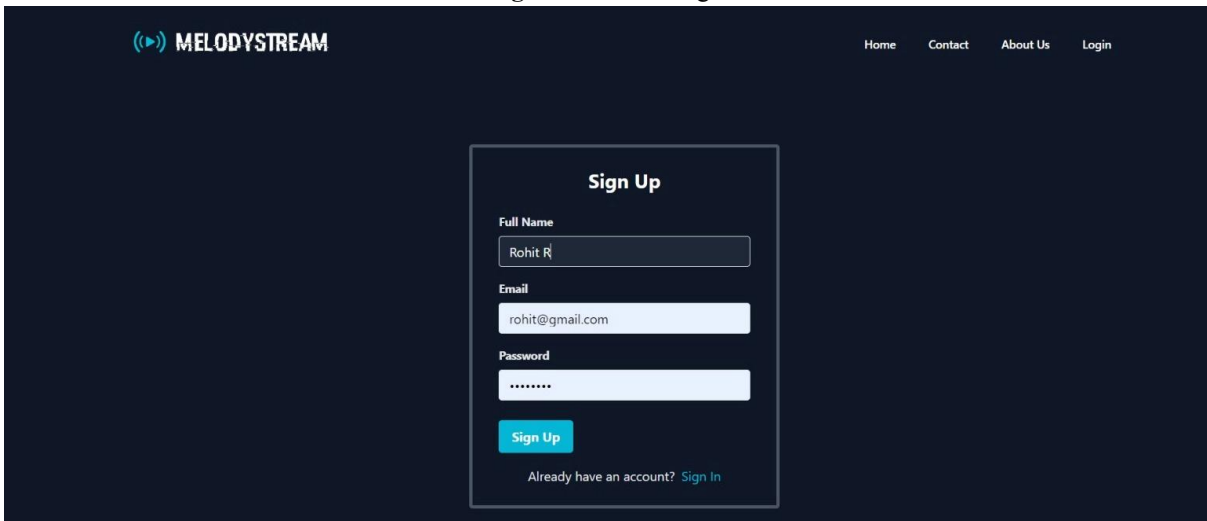 MELODYSTREAM
Home Contact About Us Login
Sign Up
Full Name
Rohit R
Email
rohit@gmail.com
Password
••••••••
Sign Up
Already have an account? Sign In